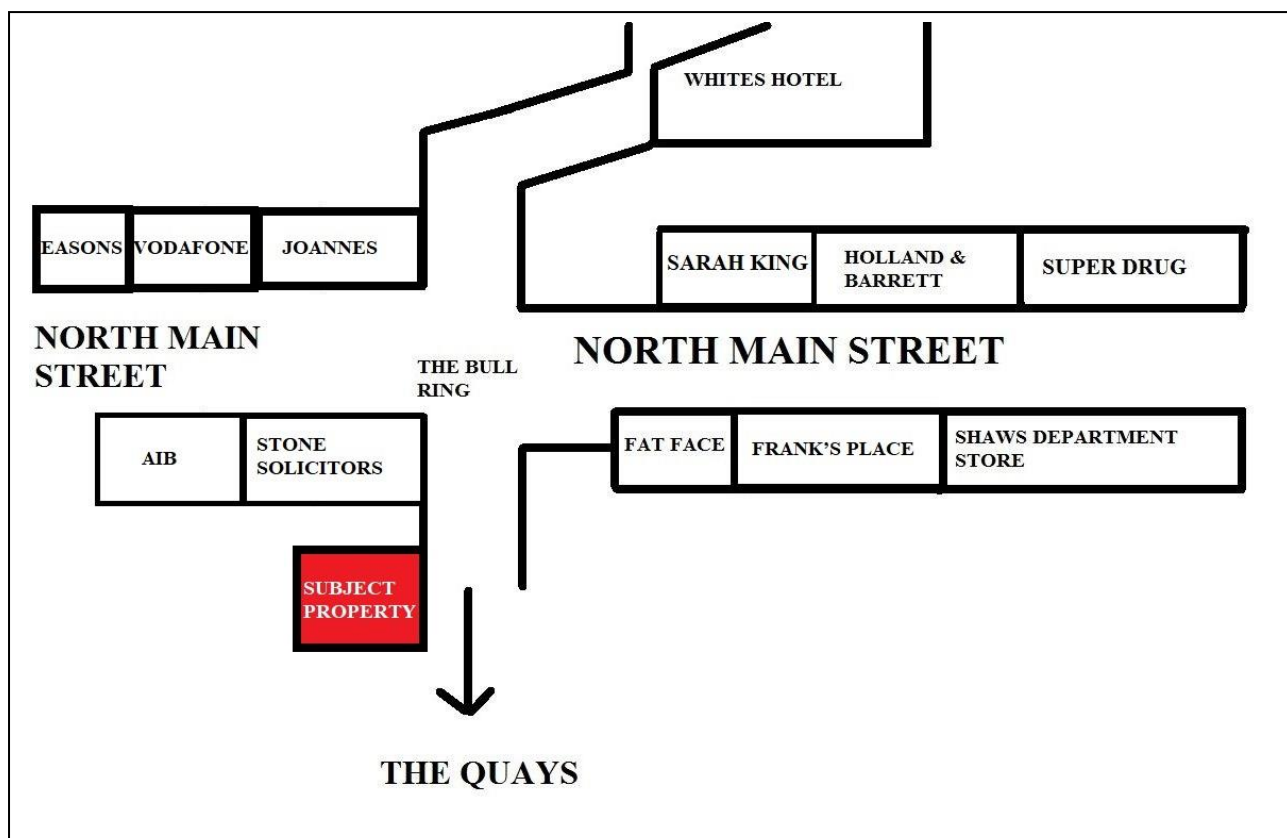 WHITES HOTEL
EASONS
VODAFONE
JOANNES
SARAH KING
HOLLAND &
BARRETT
SUPER DRUG
NORTH MAIN
STREET
NORTH MAIN STREET
THE BULL
RING
AIB
STONE
SOLICITORS
FAT FACE
FRANK'S PLACE
SHAWS DEPARTMENT
STORE
SUBJECT
PROPERTY
THE QUAYS